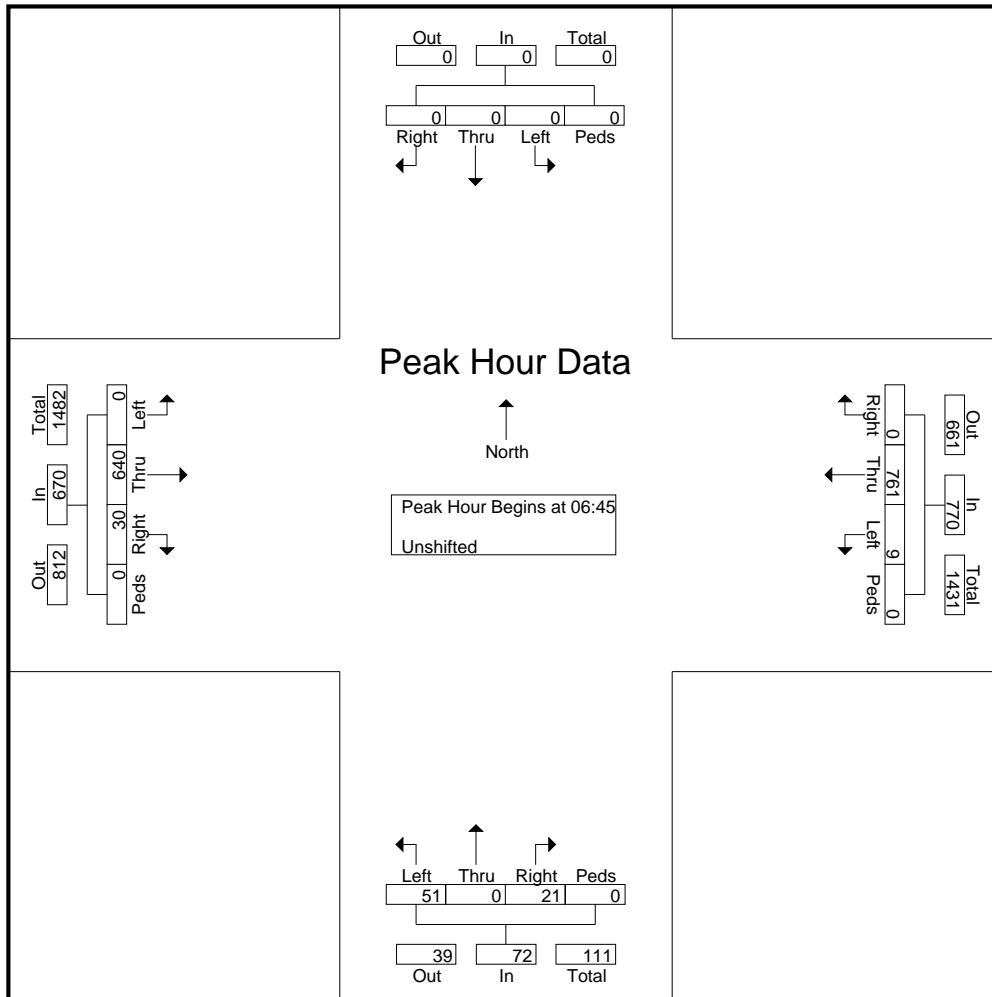 Out In Total
0 0 0
0 0 0 0
Right Thru Left Peds
Peak Hour Data
North
Peak Hour Begins at 06:45
Unshifted
Total In Out
1482 670 812
0 640 30 0
Left Thru Right Peds
Out In Total
661 770 1431
0 761 9 0
Right Thru Left Peds
Left Thru Right Peds
51 0 21 0
39 72 111
Out In Total